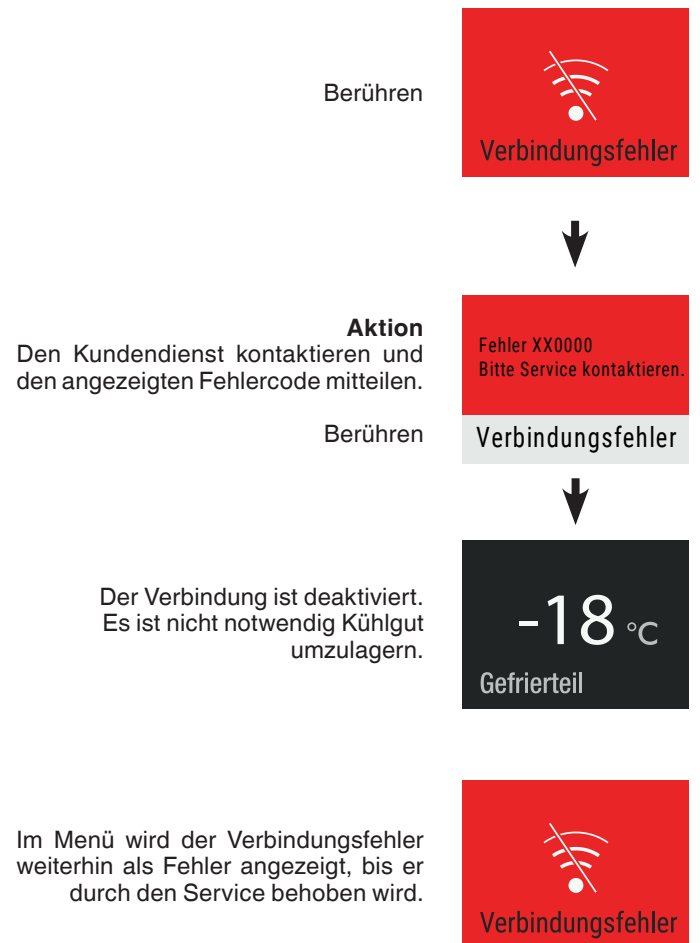 Berühren
Verbindungsfehler
Aktion
Den Kundendienst kontaktieren und
den angezeigten Fehlercode mitteilen.
Berühren
Fehler XX0000
Bitte Service kontaktieren.
Verbindungsfehler
Der Verbindung ist deaktiviert.
Es ist nicht notwendig Kühlgut
umzulagern.
-18 °C
Gefrierteil
Im Menü wird der Verbindungsfehler
weiterhin als Fehler angezeigt, bis er
durch den Service behoben wird.
Verbindungsfehler